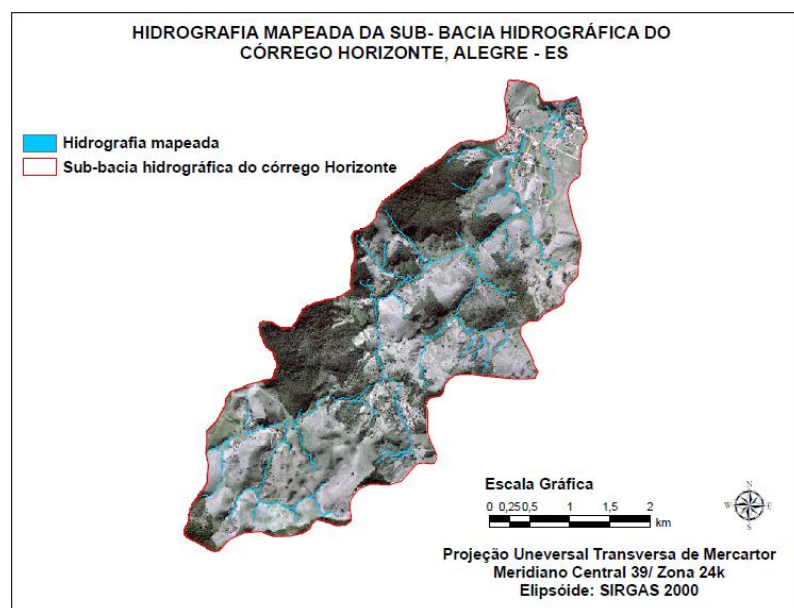 HIDROGRAFIA MAPEADA DA SUB- BACIA HIDROGRÁFICA DO
CÓRREGO HORIZONTE, ALEGRE - ES
Hidrografia mapeada
Sub-bacia hidrográfica do córrego Horizonte
Escala Gráfica
0 0,25 0,5 1 1,5 2
km
N
W E
S
Projeção Uneversal Transversa de Mercartor
Meridiano Central 39/ Zona 24k
Elipsóide: SIRGAS 2000